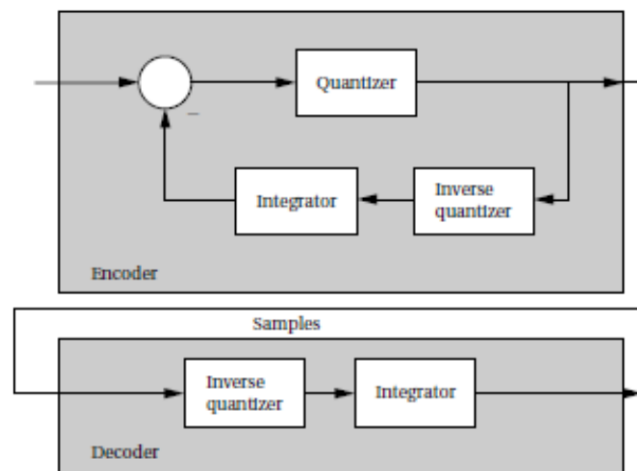 Quantizer
Integrator
Inverse
quantizer
Encoder
Samples
Inverse
quantizer
Integrator
Decoder